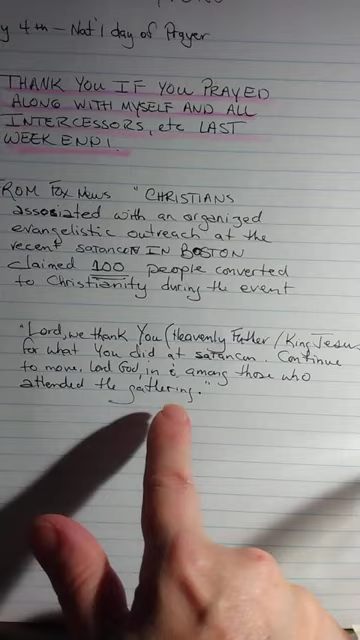 y 4th - Nat'l day of Prayer
THANK YOU IF YOU PRAYED
ALONG WITH MYSELF AND ALL
INTERCESSORS, etc LAST
WEEKEND!
ROM FOX News "CHRISTIANS
associated with an organized
evangelistic outreach at the
recent satancon IN BOSTON
claimed 100 people converted
to Christianity during the event
"Lord, we thank You (Heavenly Father / King Jesus
for what You did at satancon. Continue
to move, Lord God, in & among those who
attended the gathering."